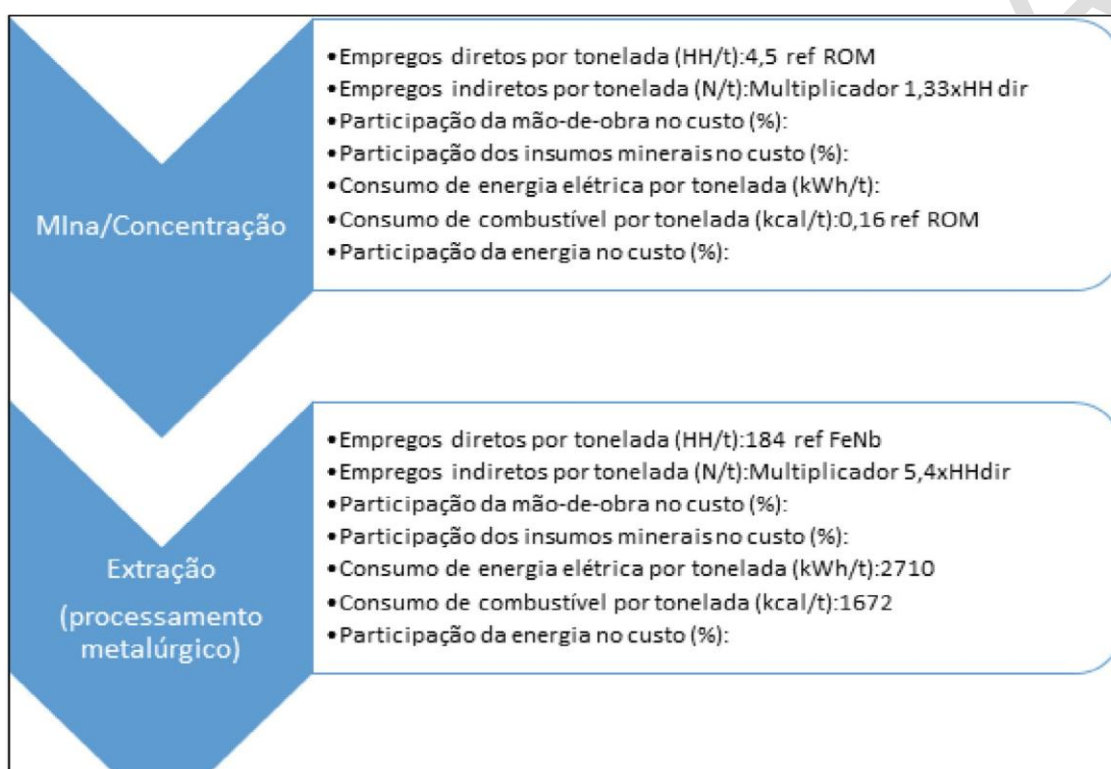 MIna/Concentração
•Empregos diretos por tonelada (HH/t):4,5 ref ROM
•Empregos indiretos por tonelada (N/t):Multiplicador 1,33xHH dir
•Participação da mão-de-obra no custo (%):
•Participação dos insumos minerais no custo (%):
•Consumo de energia elétrica por tonelada (kWh/t):
•Consumo de combustível por tonelada (kcal/t):0,16 ref ROM
•Participação da energia no custo (%):
Extração
(processamento
metalúrgico)
•Empregos diretos por tonelada (HH/t):184 ref FeNb
•Empregos indiretos por tonelada (N/t):Multiplicador 5,4xHHdir
•Participação da mão-de-obra no custo (%):
•Participação dos insumos minerais no custo (%):
•Consumo de energia elétrica por tonelada (kWh/t):2710
•Consumo de combustível por tonelada (kcal/t):1672
•Participação da energia no custo (%):